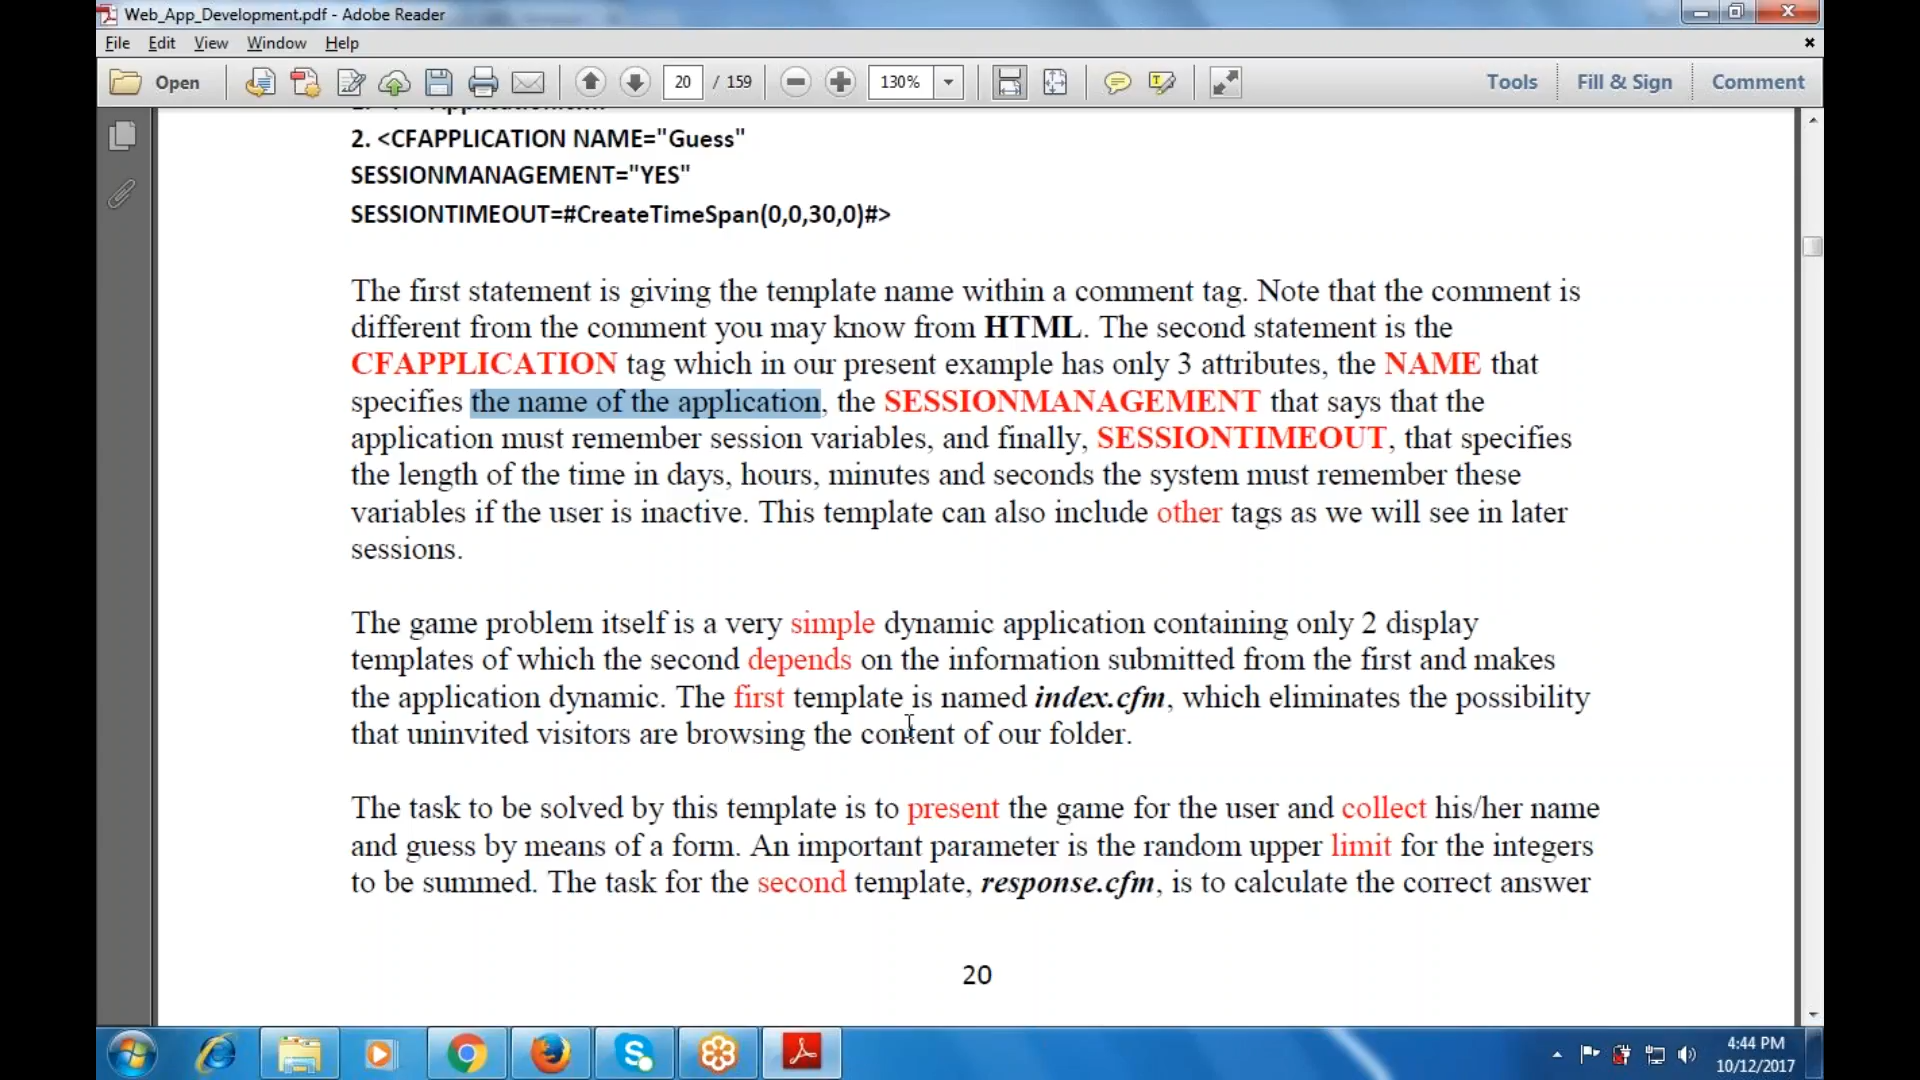 Web_App_Development.pdf - Adobe Reader
File Edit View Window Help
Open 20 / 159 130% Tools Fill & Sign Comment
2. <CFAPPLICATION NAME="Guess"
SESSIONMANAGEMENT="YES"
SESSIONTIMEOUT=#CreateTimeSpan(0,0,30,0)#>
The first statement is giving the template name within a comment tag. Note that the comment is
different from the comment you may know from HTML. The second statement is the
CFAPPLICATION tag which in our present example has only 3 attributes, the NAME that
specifies the name of the application, the SESSIONMANAGEMENT that says that the
application must remember session variables, and finally, SESSIONTIMEOUT, that specifies
the length of the time in days, hours, minutes and seconds the system must remember these
variables if the user is inactive. This template can also include other tags as we will see in later
sessions.
The game problem itself is a very simple dynamic application containing only 2 display
templates of which the second depends on the information submitted from the first and makes
the application dynamic. The first template is named index.cfm, which eliminates the possibility
that uninvited visitors are browsing the content of our folder.
The task to be solved by this template is to present the game for the user and collect his/her name
and guess by means of a form. An important parameter is the random upper limit for the integers
to be summed. The task for the second template, response.cfm, is to calculate the correct answer
20
4:44 PM
10/12/2017